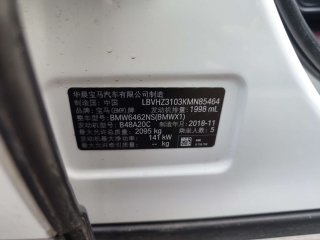 华晨宝马汽车有限公司制造
制造国：中国 LBVHZ3103KMN85464
品牌：宝马(BMW)牌 发动机排量：1998 mL
整车型号：BMW6462NS(BMWX1)
发动机型号：B48A20C 制造年月：2018-11
最大允许总质量：2095 kg 乘坐人数：5
发动机最大净功率：141 kW